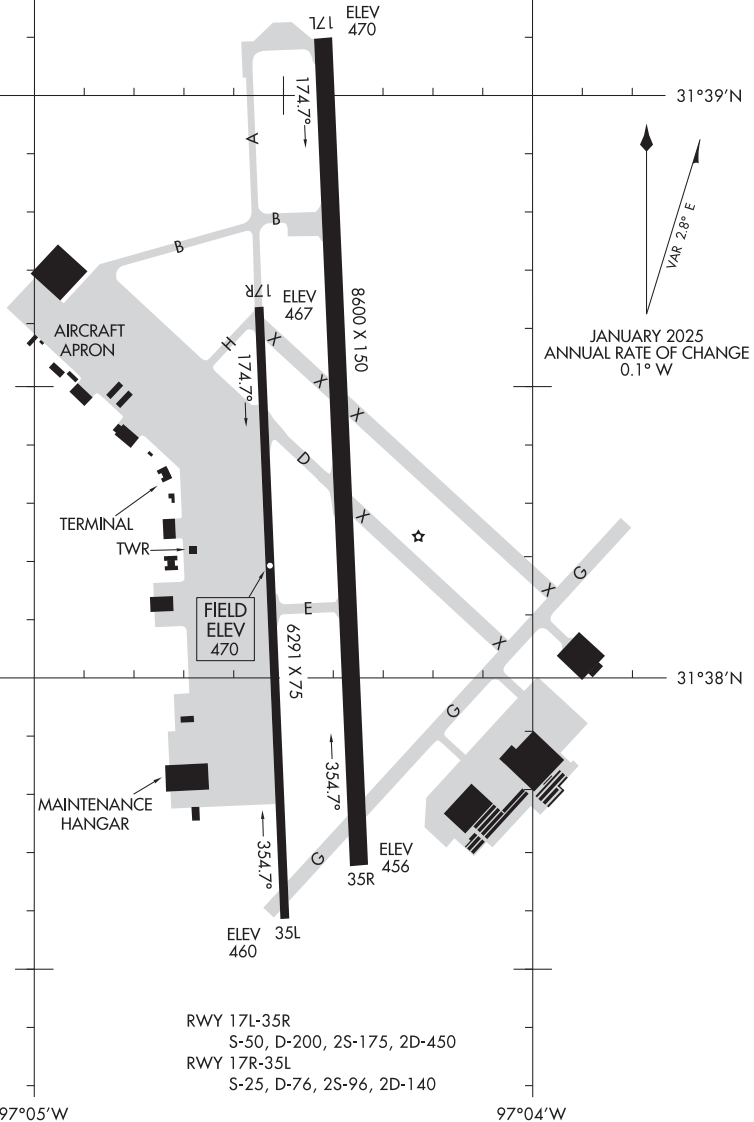 17L
ELEV
470
31°39'N
174.7°
A
B
B
VAR 2.8° E
17R
ELEV
467
8600 X 150
JANUARY 2025
ANNUAL RATE OF CHANGE
0.1° W
AIRCRAFT
APRON
H
X
174.7°
X
X
D
X
TERMINAL
TWR
G
X
FIELD
ELEV
470
E
6291 X 75
X
31°38'N
G
354.7°
MAINTENANCE
HANGAR
354.7°
G
ELEV
456
35R
ELEV
460
35L
RWY 17L-35R
S-50, D-200, 2S-175, 2D-450
RWY 17R-35L
S-25, D-76, 2S-96, 2D-140
97°05'W
97°04'W